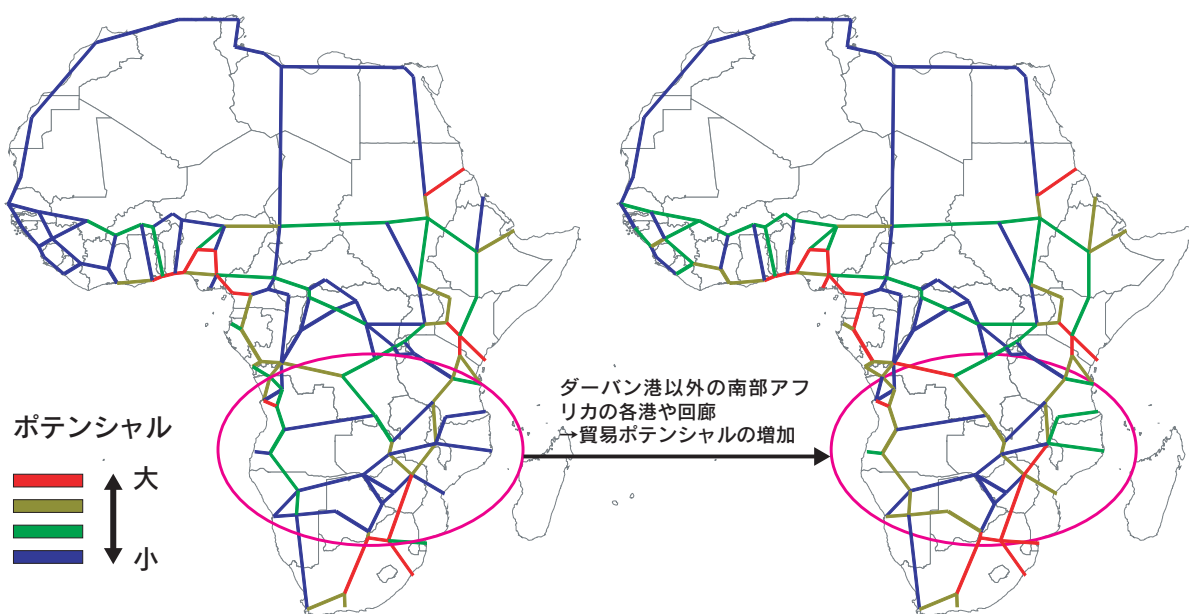 ダーバン港以外の南部アフ
リカの各港や回廊
→貿易ポテンシャルの増加
ポテンシャル
大
小